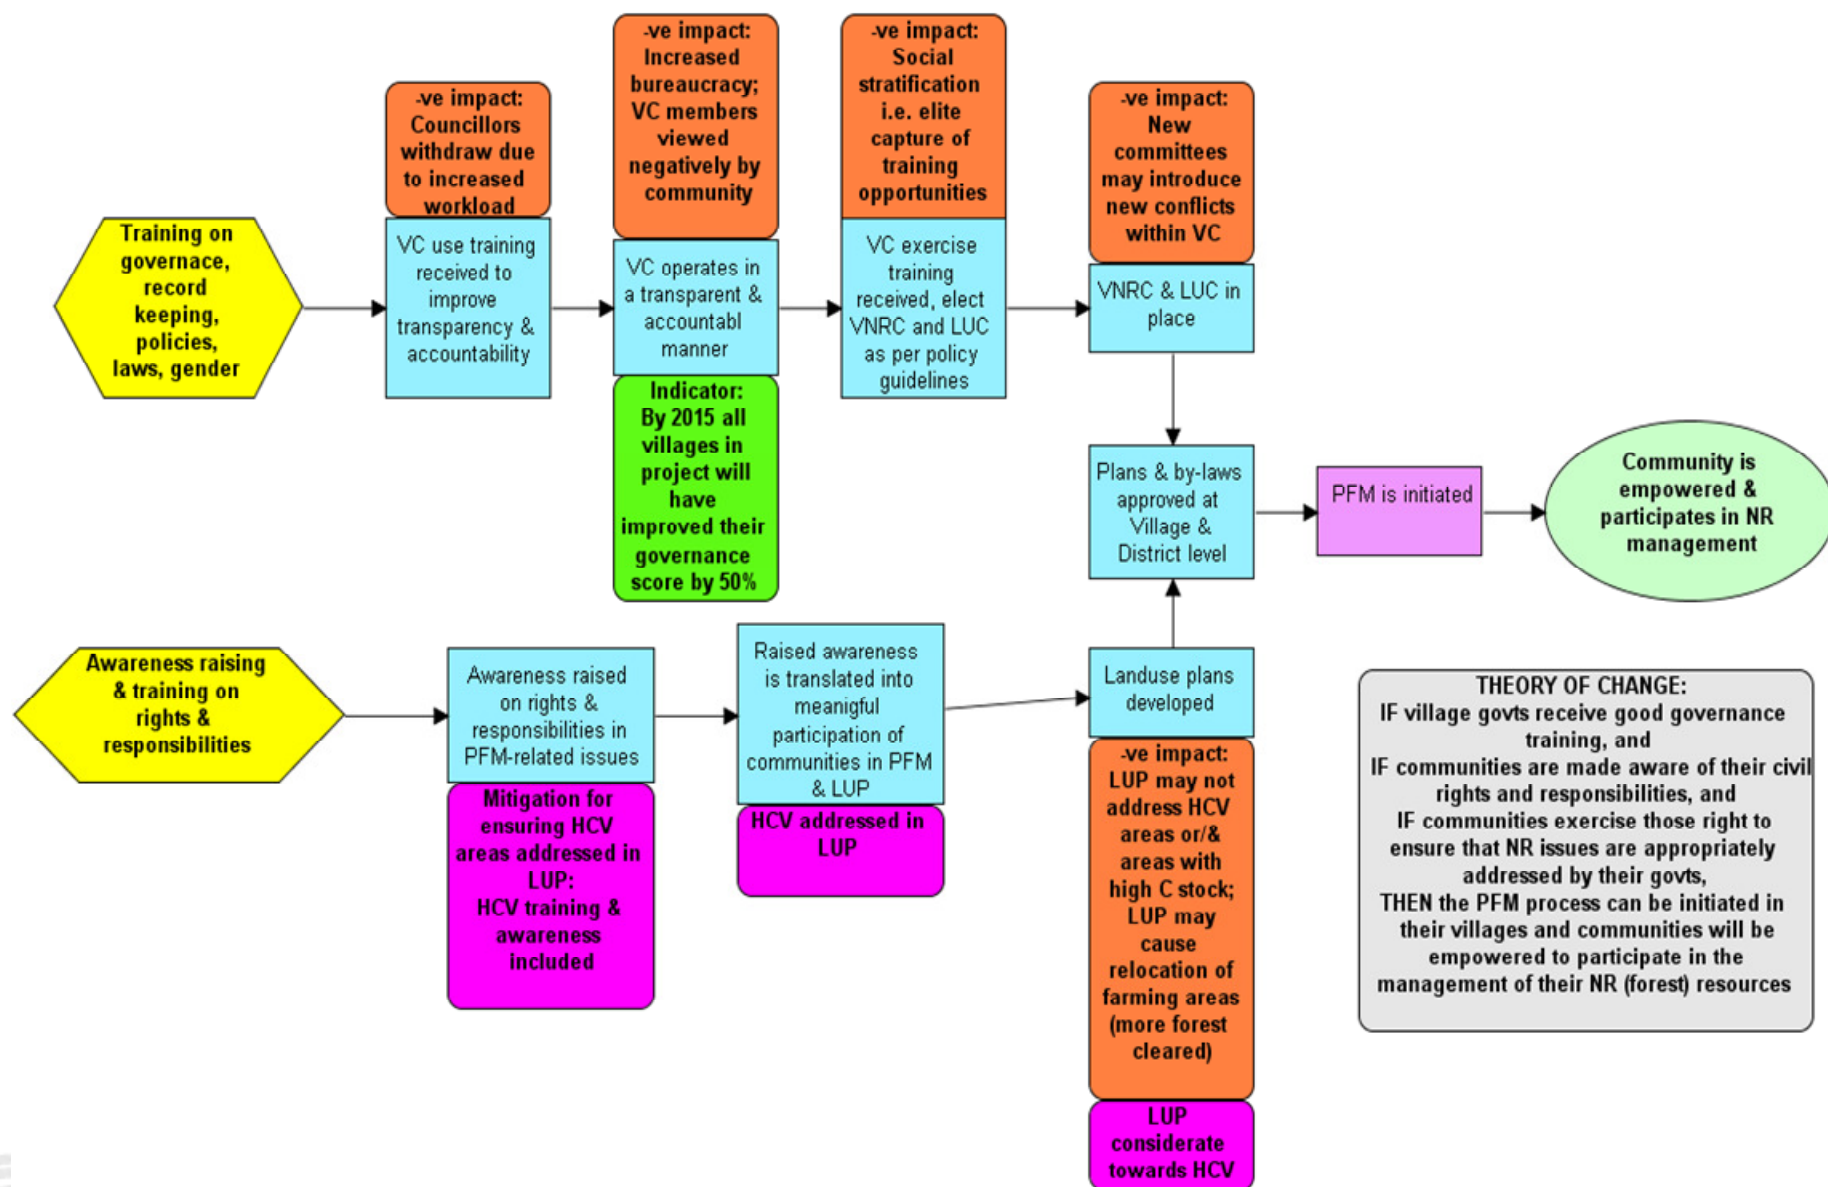 -ve impact:
Councillors
withdraw due
to increased
workload
-ve impact:
Increased
bureaucracy;
VC members
viewed
negatively by
community
-ve impact:
Social
stratification
i.e. elite
capture of
training
opportunities
-ve impact:
New
committees
may introduce
new conflicts
within VC
Training on
governace,
record
keeping,
policies,
laws, gender
VC use training
received to
improve
transparency &
accountability
VC operates in
a transparent &
accountabl
manner
VC exercise
training
received, elect
VNRC and LUC
as per policy
guidelines
VNRC & LUC in
place
Indicator:
By 2015 all
villages in
project will
have
improved their
governance
score by 50%
Plans & by-laws
approved at
Village &
District level
PFM is initiated
Community is
empowered &
participates in NR
management
Awareness raising
& training on
rights &
responsibilities
Awareness raised
on rights &
responsibilities in
PFM-related issues
Raised awareness
is translated into
meanigful
participation of
communities in PFM
& LUP
Landuse plans
developed
Mitigation for
ensuring HCV
areas addressed in
LUP:
HCV training &
awareness
included
HCV addressed in
LUP
-ve impact:
LUP may not
address HCV
areas or/&
areas with
high C stock;
LUP may
cause
relocation of
farming areas
(more forest
cleared)
LUP
considerate
towards HCV
THEORY OF CHANGE:
IF village govts receive good governance
training, and
IF communities are made aware of their civil
rights and responsibilities, and
IF communities exercise those right to
ensure that NR issues are appropriately
addressed by their govts,
THEN the PFM process can be initiated in
their villages and communities will be
empowered to participate in the
management of their NR (forest) resources